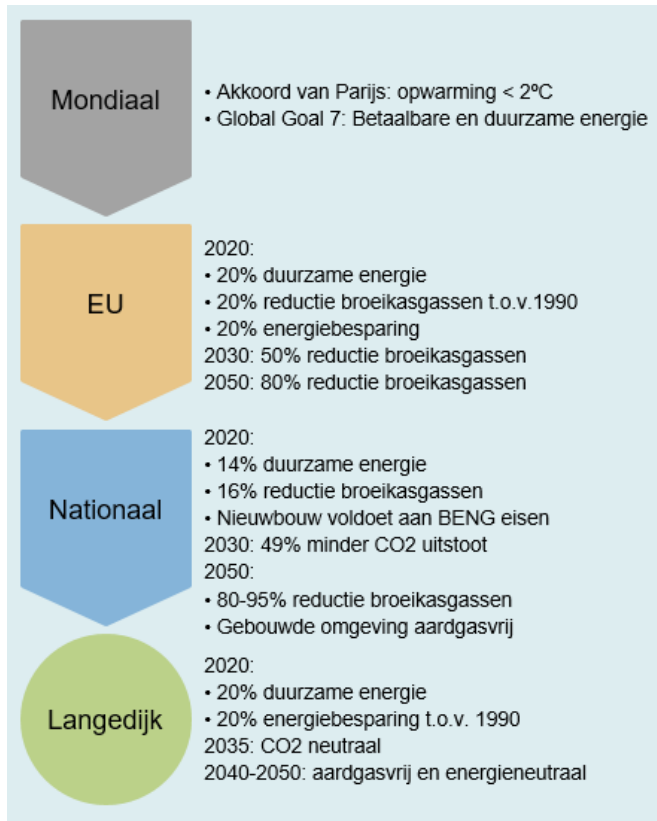 Mondiaal
• Akkoord van Parijs: opwarming < 2ºC
• Global Goal 7: Betaalbare en duurzame energie
EU
2020:
• 20% duurzame energie
• 20% reductie broeikasgassen t.o.v.1990
• 20% energiebesparing
2030: 50% reductie broeikasgassen
2050: 80% reductie broeikasgassen
Nationaal
2020:
• 14% duurzame energie
• 16% reductie broeikasgassen
• Nieuwbouw voldoet aan BENG eisen
2030: 49% minder CO2 uitstoot
2050:
• 80-95% reductie broeikasgassen
• Gebouwde omgeving aardgasvrij
Langedijk
2020:
• 20% duurzame energie
• 20% energiebesparing t.o.v. 1990
2035: CO2 neutraal
2040-2050: aardgasvrij en energieneutraal